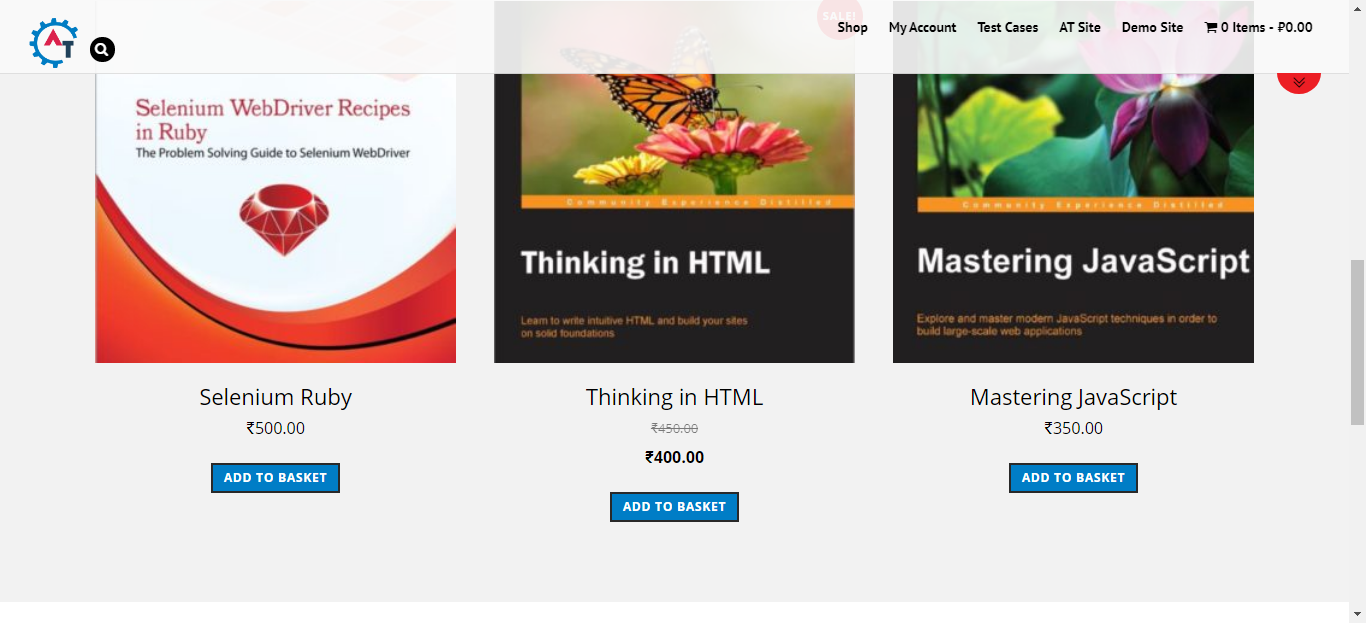 SALE!
Shop My Account Test Cases AT Site Demo Site 0 Items - ₽0.00
AT
Selenium WebDriver Recipes
in Ruby
The Problem Solving Guide to Selenium WebDriver
Community Experience Distilled
Thinking in HTML
Learn to write intuitive HTML and build your sites
on solid foundations
Community Experience Distilled
Mastering JavaScript
Explore and master modern JavaScript techniques in order to
build large-scale web applications
Selenium Ruby
₹500.00
ADD TO BASKET
Thinking in HTML
₹450.00
₹400.00
ADD TO BASKET
Mastering JavaScript
₹350.00
ADD TO BASKET